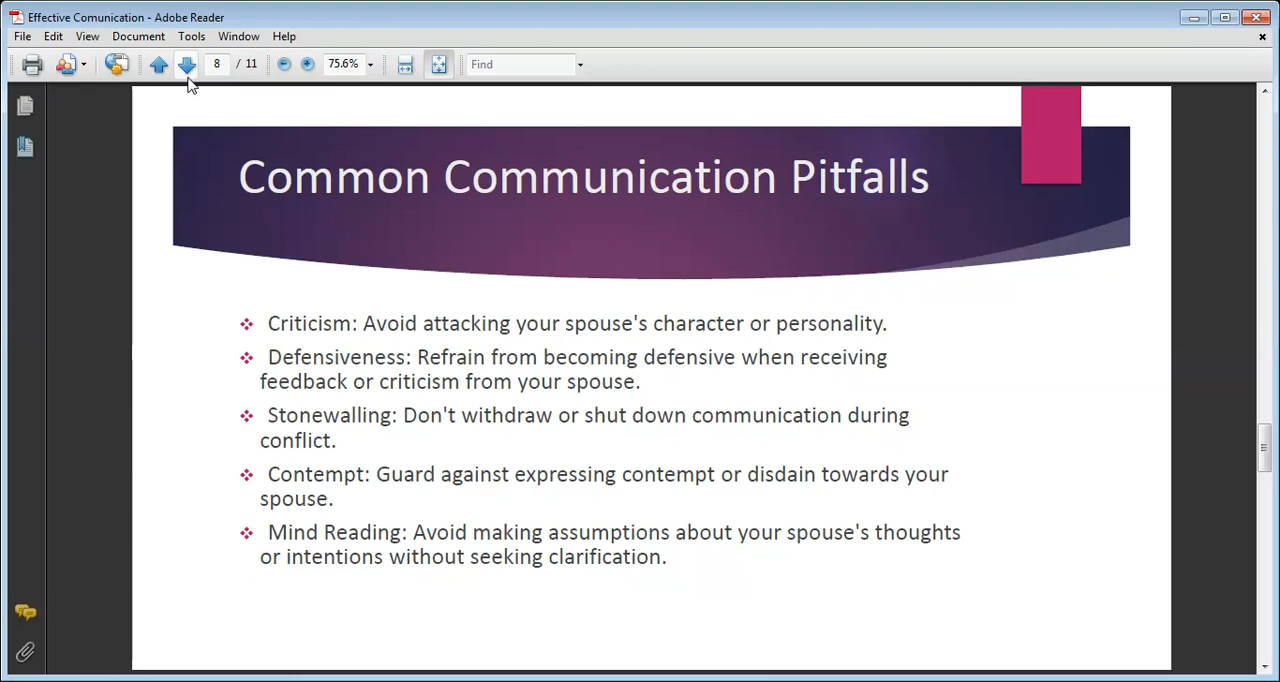 Effective Comunication - Adobe Reader
File Edit View Document Tools Window Help
8 / 11 75.6% Find
Common Communication Pitfalls
Criticism: Avoid attacking your spouse's character or personality.
Defensiveness: Refrain from becoming defensive when receiving
feedback or criticism from your spouse.
Stonewalling: Don't withdraw or shut down communication during
conflict.
Contempt: Guard against expressing contempt or disdain towards your
spouse.
Mind Reading: Avoid making assumptions about your spouse's thoughts
or intentions without seeking clarification.